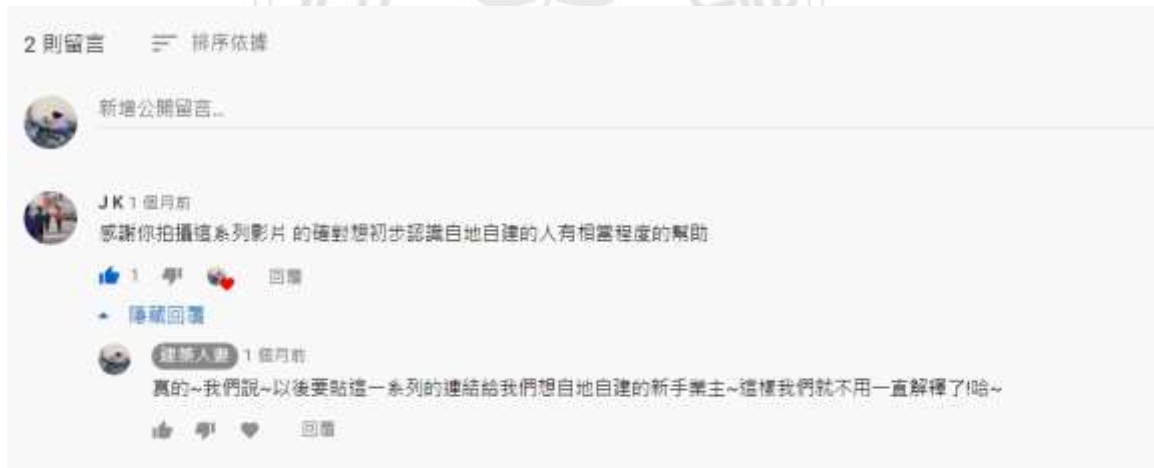 2 則留言 排序依據
新增公開留言…
J K 1 個月前
感謝你拍攝這系列影片 的確對想初步認識自地自建的人有相當程度的幫助
1 回覆
隱藏回覆
1 個月前
真的~我們說~以後要貼這一系列的連結給我們想自地自建的新手業主~這樣我們就不用一直解釋了!哈~
回覆